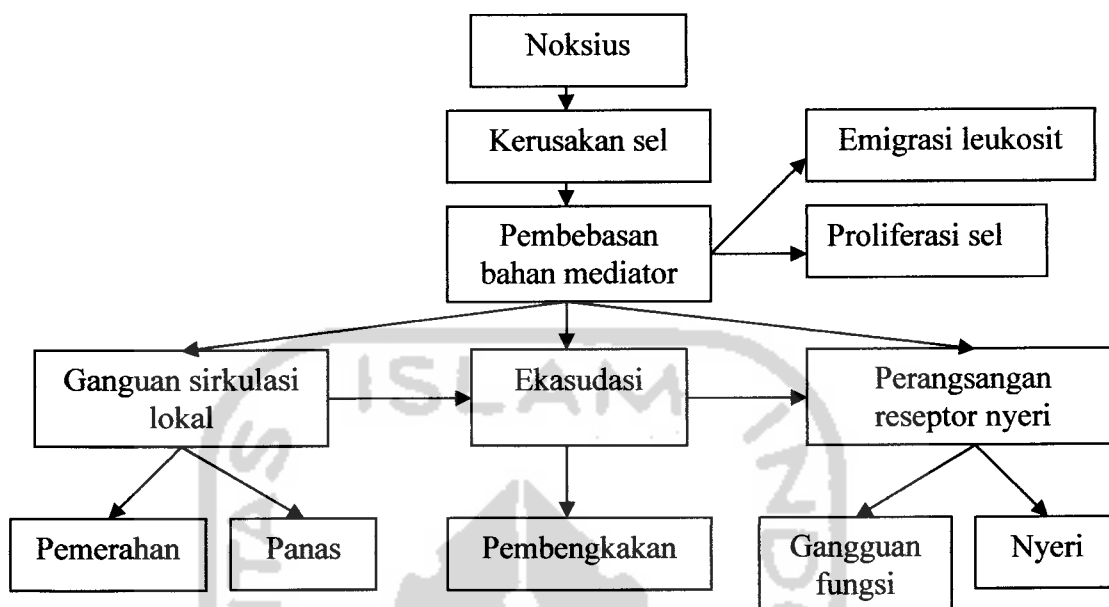 Noksius
Kerusakan sel
Emigrasi leukosit
Pembebasan
bahan mediator
Proliferasi sel
Ganguan sirkulasi
lokal
Ekasudasi
Perangsangan
reseptor nyeri
Pemerahan
Panas
Pembengkakan
Gangguan
fungsi
Nyeri
ISLAM